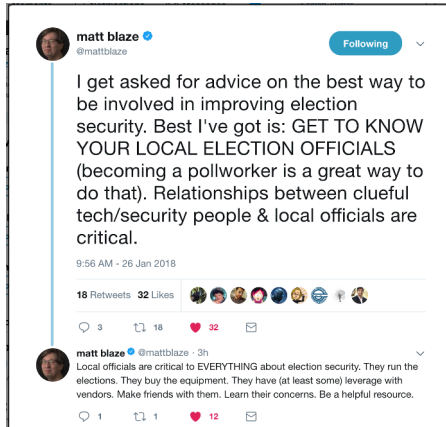 matt blaze
@mattblaze
Following
I get asked for advice on the best way to
be involved in improving election
security. Best I've got is: GET TO KNOW
YOUR LOCAL ELECTION OFFICIALS
(becoming a pollworker is a great way to
do that). Relationships between clueful
tech/security people & local officials are
critical.
9:56 AM - 26 Jan 2018
18 Retweets 32 Likes
3 18 32
matt blaze @mattblaze · 3h
Local officials are critical to EVERYTHING about election security. They run the
elections. They buy the equipment. They have (at least some) leverage with
vendors. Make friends with them. Learn their concerns. Be a helpful resource.
1 1 12